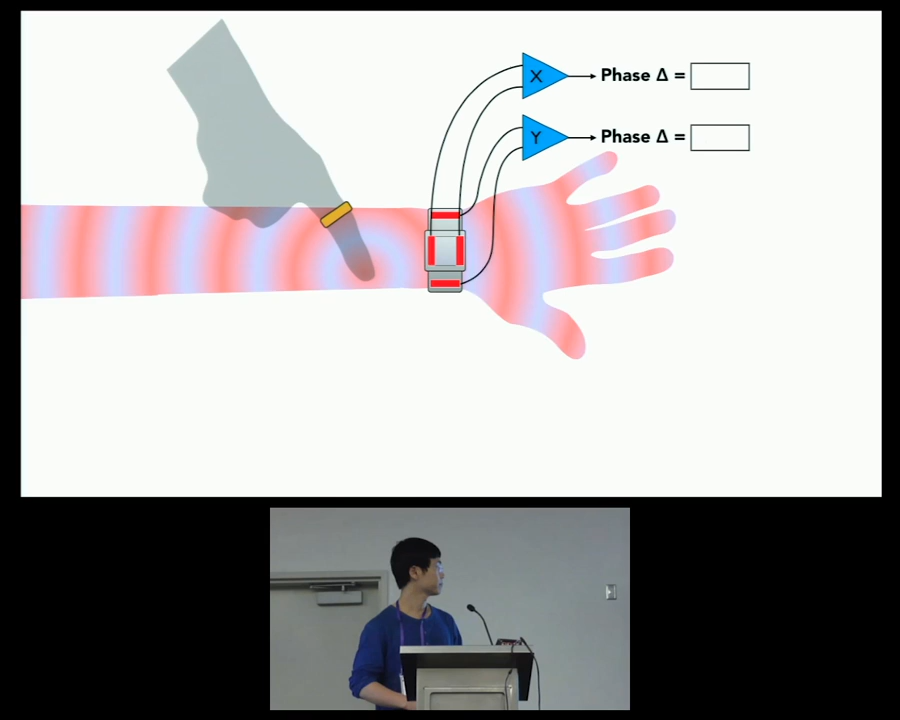 X
Phase Δ =
Y
Phase Δ =